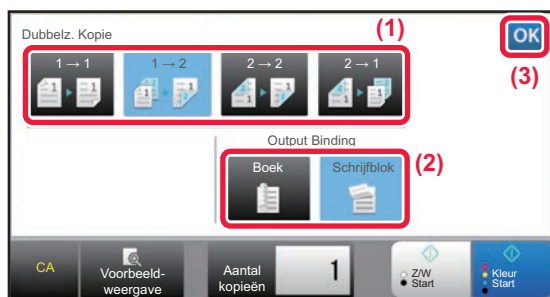 Dubbelz. Kopie
(1)
OK
1 → 1
1 → 2
2 → 2
2 → 1
(3)
Output Binding
Boek
Schrijfblok
(2)
CA
Voorbeeld-
weergave
Aantal
kopieën
1
Z/W
Start
Kleur
Start